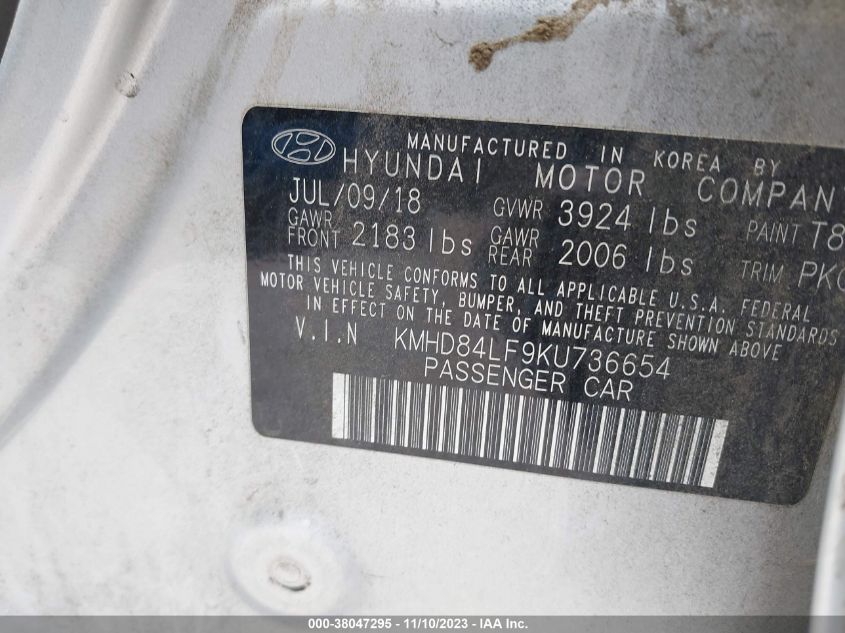 MANUFACTURED IN KOREA BY
HYUNDAI MOTOR COMPANY
JUL/09/18 GVWR 3924 lbs PAINT T8
GAWR FRONT 2183 lbs GAWR REAR 2006 lbs TRIM PK
THIS VEHICLE CONFORMS TO ALL APPLICABLE U.S.A. FEDERAL
MOTOR VEHICLE SAFETY, BUMPER, AND THEFT PREVENTION STANDARDS
IN EFFECT ON THE DATE OF MANUFACTURE SHOWN ABOVE
V.I.N KMHD84LF9KU736654
PASSENGER CAR
000-38047295 - 11/10/2023 - IAA Inc.